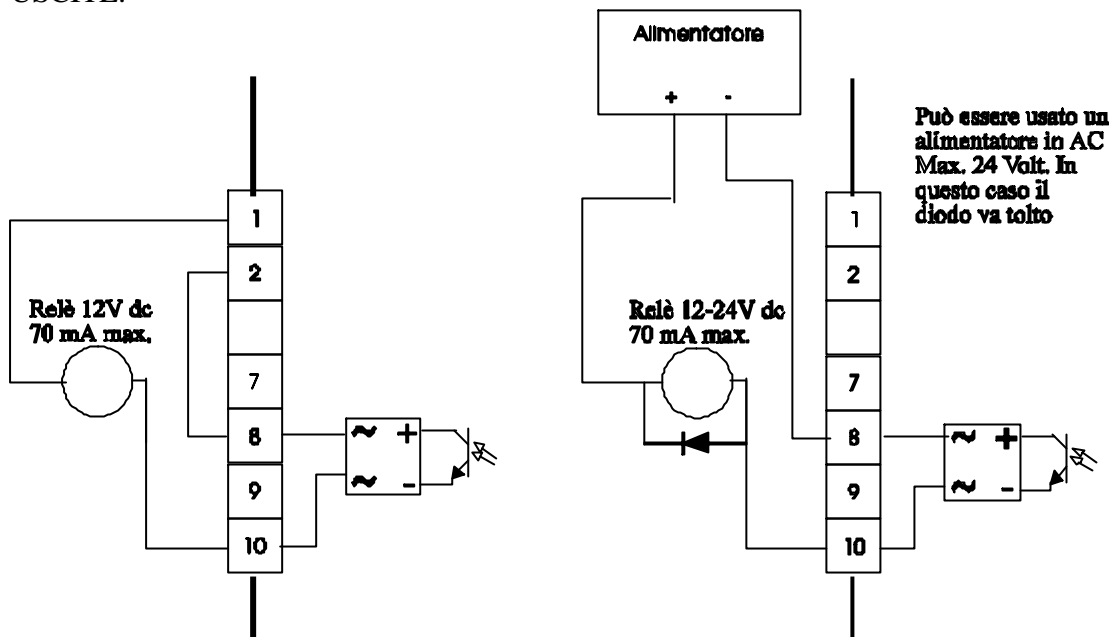 USCITE:
Alimentatore
+ -
Può essere usato un
alimentatore in AC
Max. 24 Volt. In
questo caso il
diodo va tolto
1
2
Relè 12V dc
70 mA max.
7
8
9
10
~ +
~ -
1
2
Relè 12-24V dc
70 mA max.
7
8
9
10
~ +
~ -